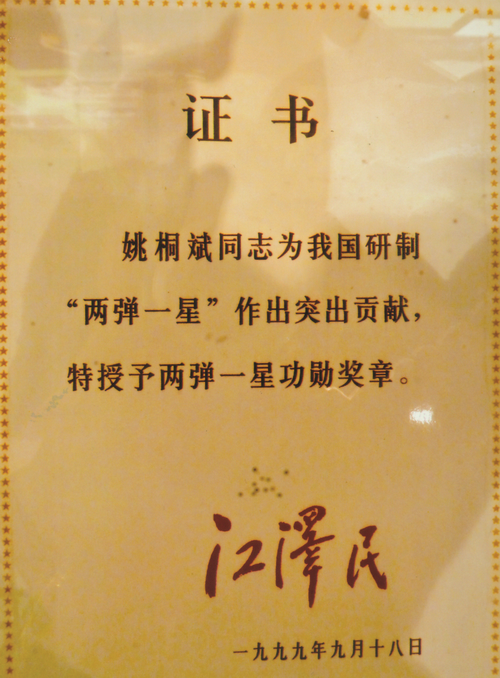 证书
姚桐斌同志为我国研制
“两弹一星”作出突出贡献，
特授予两弹一星功勋奖章。
江澤民
一九九九年九月十八日